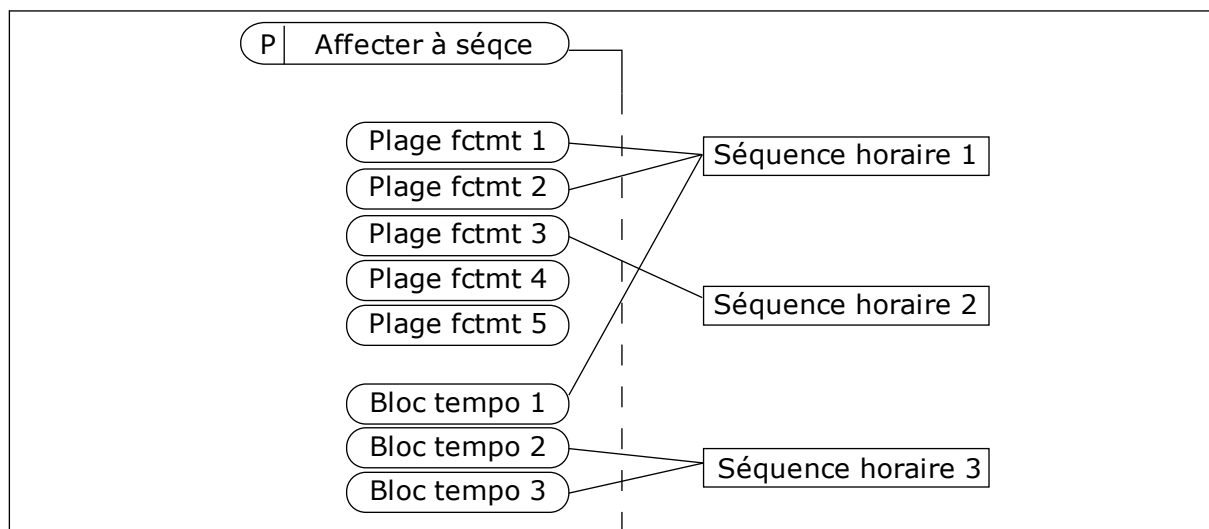 P Affecter à séqce
Plage fctmt 1
Séquence horaire 1
Plage fctmt 2
Plage fctmt 3
Plage fctmt 4
Séquence horaire 2
Plage fctmt 5
Bloc tempo 1
Bloc tempo 2
Séquence horaire 3
Bloc tempo 3